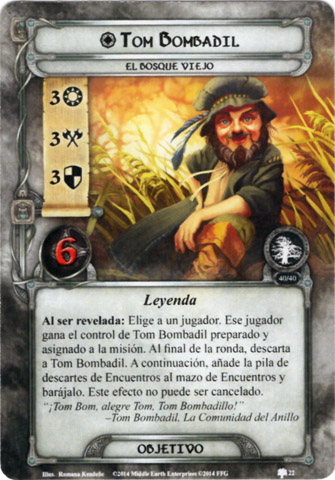 Tom Bombadil
El Bosque Viejo
3
3
3
6
40/40
Leyenda
Al ser revelada: Elige a un jugador. Ese jugador
gana el control de Tom Bombadil preparado y
asignado a la misión. Al final de la ronda, descarta
a Tom Bombadil. A continuación, añade la pila de
descartes de Encuentros al mazo de Encuentros y
barájalo. Este efecto no puede ser cancelado.
“¡Tom Bom, alegre Tom, Tom Bombadillo!”
–Tom Bombadil, La Comunidad del Anillo
Objetivo
Illus. Romana Kendelic ©2014 Middle Earth Enterprises ©2014 FFG 22